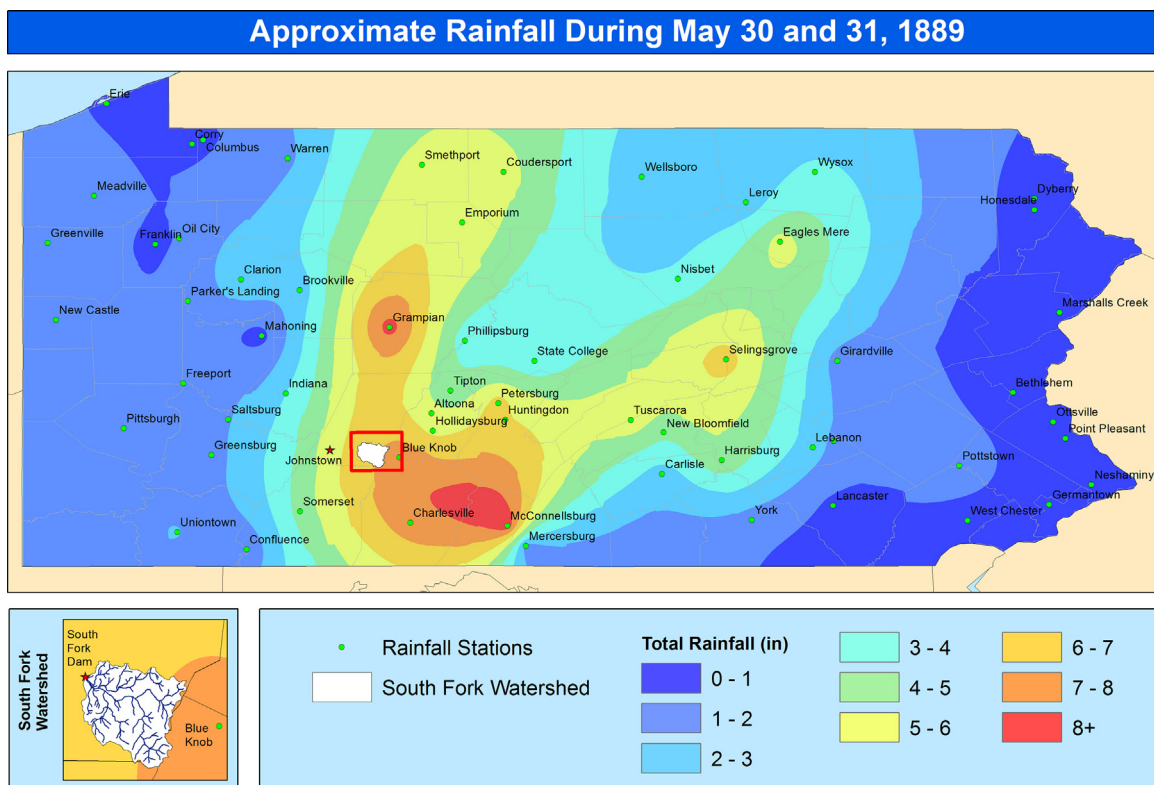 Approximate Rainfall During May 30 and 31, 1889
Erie
Corry
Columbus
Warren
Smethport
Coudersport
Wellsboro
Wysox
Leroy
Dyberry
Honesdale
Meadville
Emporium
Greenville
Franklin
Oil City
Eagles Mere
Clarion
Brookville
Nisbet
Parker's Landing
New Castle
Mahoning
Grampian
Marshalls Creek
Phillipsburg
State College
Selingsgrove
Girardville
Freeport
Indiana
Tipton
Petersburg
Bethlehem
Altoona
Huntingdon
Tuscarora
Ottsville
Pittsburgh
Saltsburg
Hollidaysburg
New Bloomfield
Point Pleasant
Greensburg
Johnstown
Blue Knob
Harrisburg
Lebanon
Carlisle
Pottstown
Neshaminy
Somerset
Charlesville
McConnellsburg
York
Lancaster
Germantown
West Chester
Uniontown
Confluence
Mercersburg
South Fork
Watershed
South
Fork
Dam
Blue
Knob
Rainfall Stations
South Fork Watershed
Total Rainfall (in)
0 - 1
1 - 2
2 - 3
3 - 4
4 - 5
5 - 6
6 - 7
7 - 8
8+